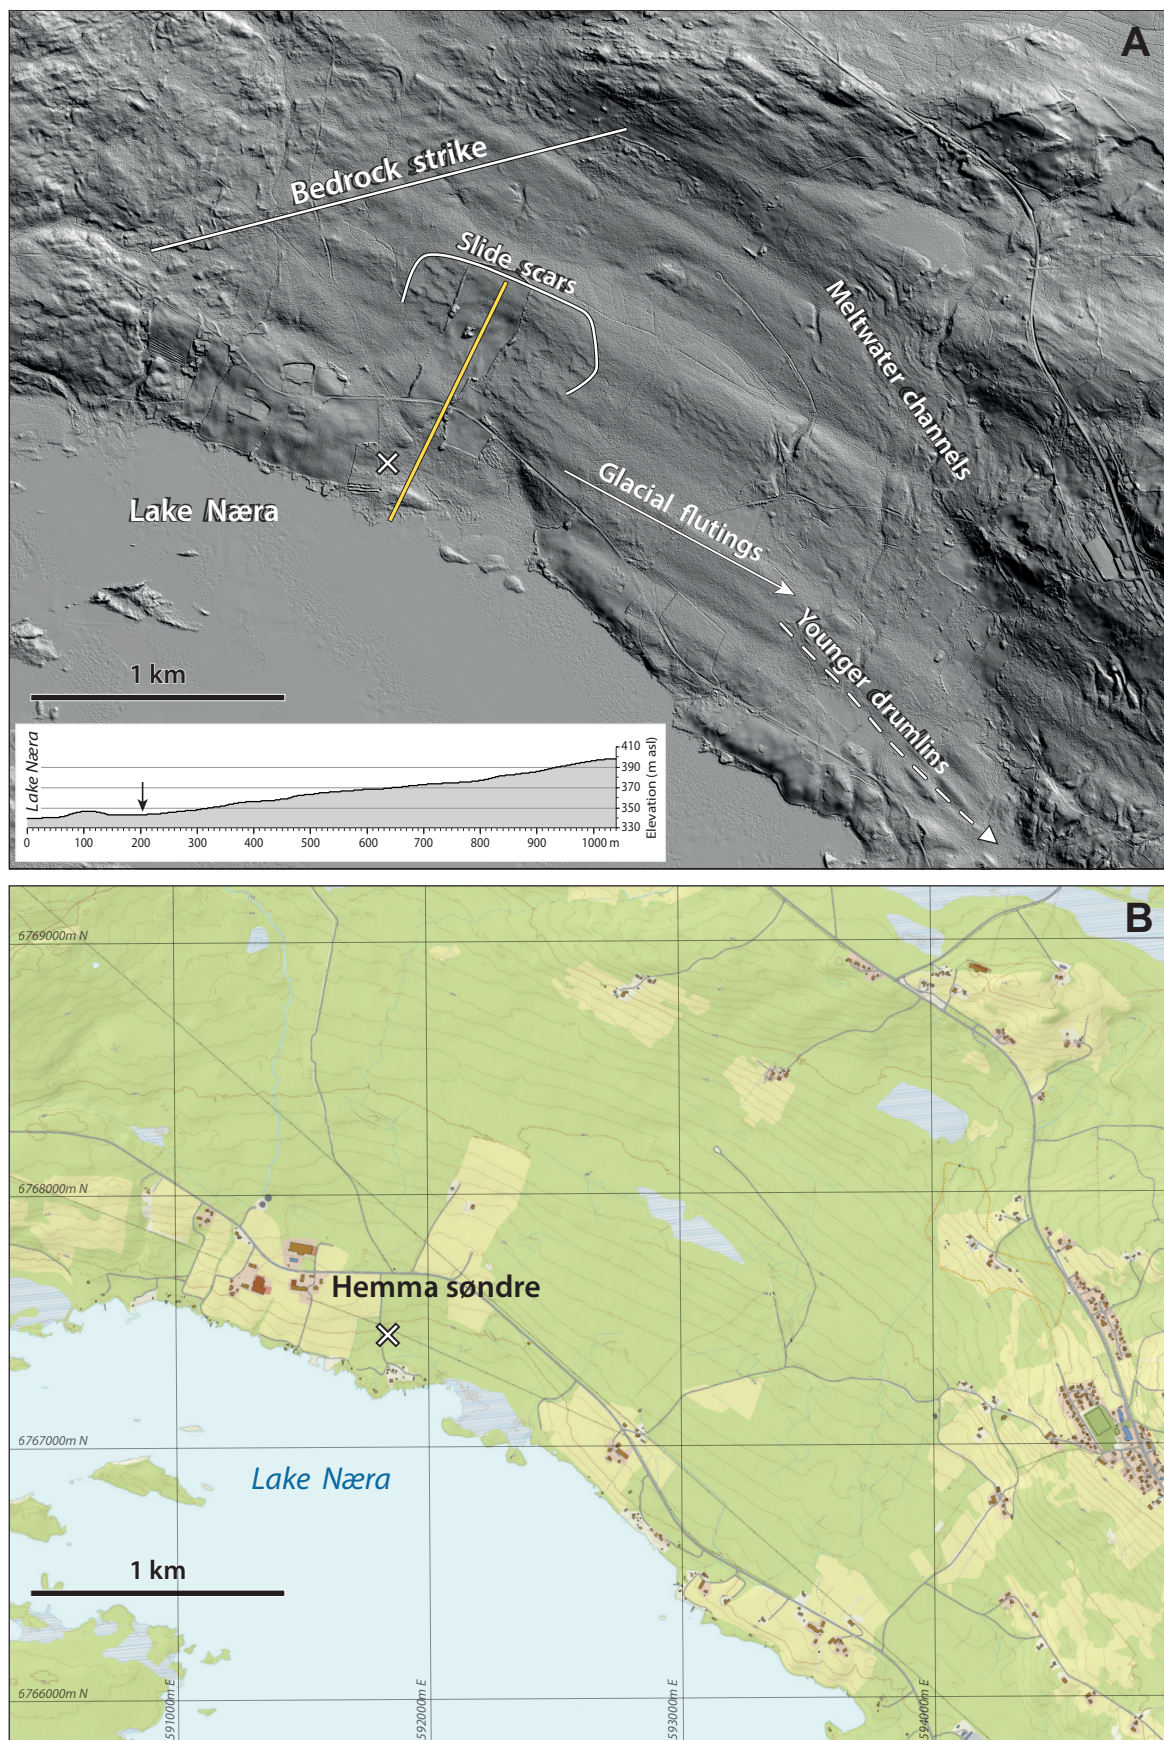 A
Bedrock strike
Slide scars
Meltwater channels
Glacial flutings
Lake Næra
Younger drumlins
1 km
Lake Næra
410
390
370
350
330
Elevation (m asl)
0 100 200 300 400 500 600 700 800 900 1000 m
B
6769000m N
6768000m N
Hemma søndre
6767000m N
Lake Næra
1 km
6766000m N
591000m E
592000m E
593000m E
594000m E